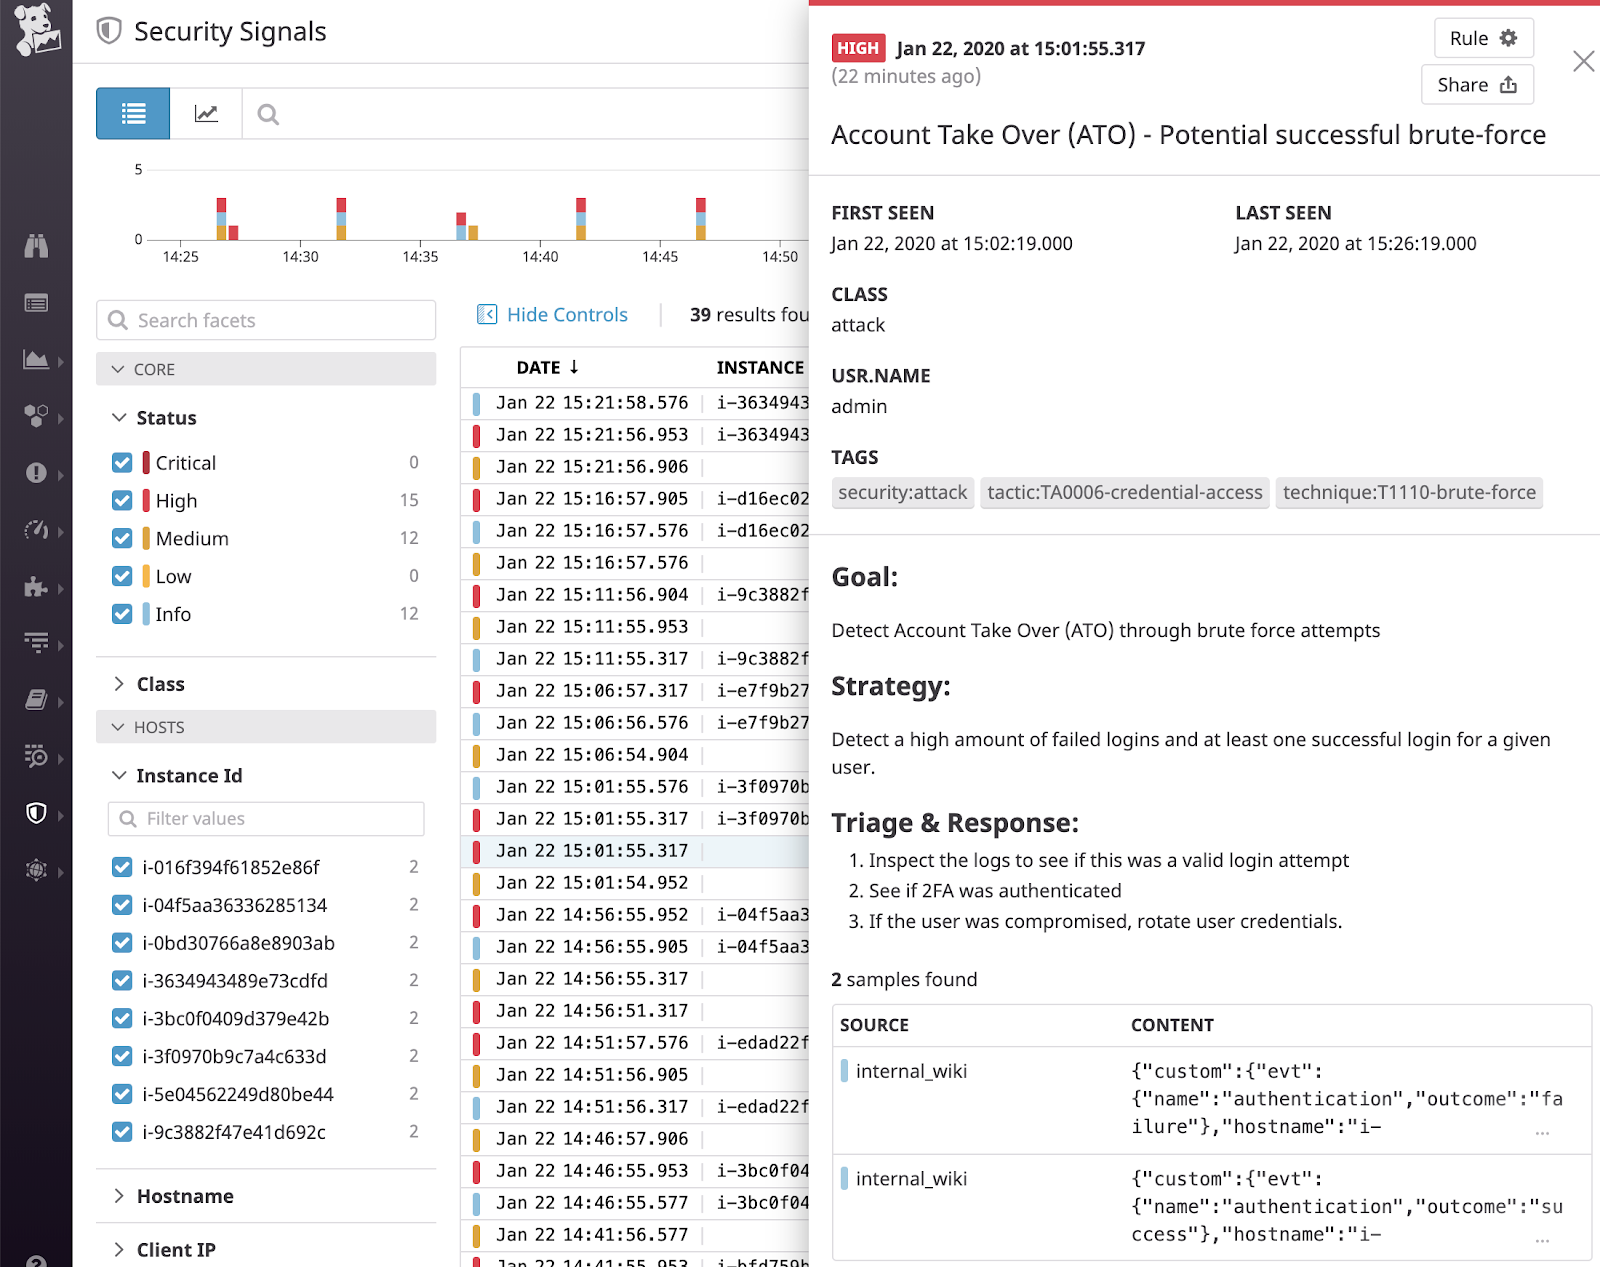 Security Signals
5
0
14:25 14:30 14:35 14:40 14:45 14:50
Search facets
CORE
Status
Critical 0
High 15
Medium 12
Low 0
Info 12
Class
HOSTS
Instance Id
Filter values
i-016f394f61852e86f 2
i-04f5aa36336285134 2
i-0bd30766a8e8903ab 2
i-3634943489e73cdfd 2
i-3bc0f0409d379e42b 2
i-3f0970b9c7a4c633d 2
i-5e04562249d80be44 2
i-9c3882f47e41d692c 2
Hostname
Client IP
Hide Controls 39 results fou
DATE ↓ INSTANCE
Jan 22 15:21:58.576 i-3634943
Jan 22 15:21:56.953 i-3634943
Jan 22 15:21:56.906
Jan 22 15:16:57.905 i-d16ec02
Jan 22 15:16:57.576 i-d16ec02
Jan 22 15:16:57.576
Jan 22 15:11:56.904 i-9c3882f
Jan 22 15:11:55.953
Jan 22 15:11:55.317 i-9c3882f
Jan 22 15:06:57.317 i-e7f9b27
Jan 22 15:06:56.576 i-e7f9b27
Jan 22 15:06:54.904
Jan 22 15:01:55.576 i-3f0970b
Jan 22 15:01:55.317 i-3f0970b
Jan 22 15:01:55.317
Jan 22 15:01:54.952
Jan 22 14:56:55.952 i-04f5aa3
Jan 22 14:56:55.905 i-04f5aa3
Jan 22 14:56:55.317
Jan 22 14:56:51.317
Jan 22 14:51:57.576 i-edad22f
Jan 22 14:51:56.905
Jan 22 14:51:56.317 i-edad22f
Jan 22 14:46:57.906
Jan 22 14:46:55.953 i-3bc0f04
Jan 22 14:46:55.577 i-3bc0f04
Jan 22 14:41:56.577
Jan 22 14:41:55.953 i-bfd759b
HIGH Jan 22, 2020 at 15:01:55.317
(22 minutes ago)
Rule
Share
Account Take Over (ATO) - Potential successful brute-force
FIRST SEEN LAST SEEN
Jan 22, 2020 at 15:02:19.000 Jan 22, 2020 at 15:26:19.000
CLASS
attack
USR.NAME
admin
TAGS
security:attack tactic:TA0006-credential-access technique:T1110-brute-force
Goal:
Detect Account Take Over (ATO) through brute force attempts
Strategy:
Detect a high amount of failed logins and at least one successful login for a given
user.
Triage & Response:
1. Inspect the logs to see if this was a valid login attempt
2. See if 2FA was authenticated
3. If the user was compromised, rotate user credentials.
2 samples found
SOURCE CONTENT
internal_wiki {"custom":{"evt":
{"name":"authentication","outcome":"fa
ilure"},"hostname":"i- ...
internal_wiki {"custom":{"evt":
{"name":"authentication","outcome":"su
ccess"},"hostname":"i- ...